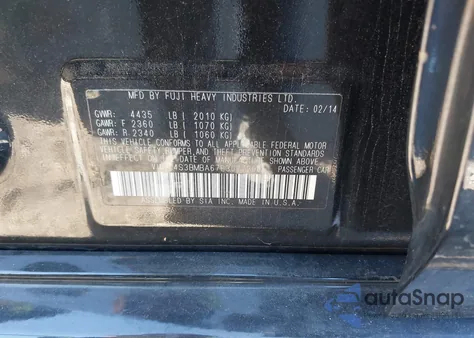 MFD BY FUJI HEAVY INDUSTRIES LTD.
DATE: 02/14
GVWR: 4435 LB ( 2010 KG)
GAWR: F 2360 LB ( 1070 KG)
GAWR: R 2340 LB ( 1060 KG)
THIS VEHICLE CONFORMS TO ALL APPLICABLE FEDERAL MOTOR
VEHICLE SAFETY, BUMPER AND THEFT PREVENTION STANDARDS
IN EFFECT ON THE DATE OF MANUFACTURE SHOWN ABOVE.
PASSENGER CAR
BY SIA INC. MADE IN U.S.A.
autoSnap